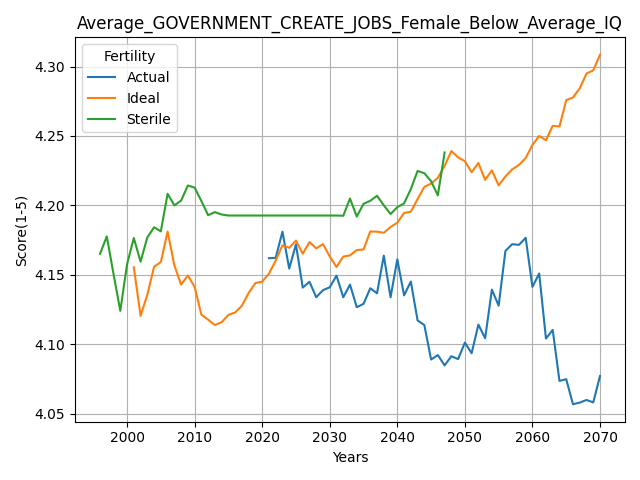 Average_GOVERNMENT_CREATE_JOBS_Female_Below_Average_IQ
Fertility
Actual
Ideal
Sterile
Score(1-5)
4.30
4.25
4.20
4.15
4.10
4.05
2000 2010 2020 2030 2040 2050 2060 2070
Years